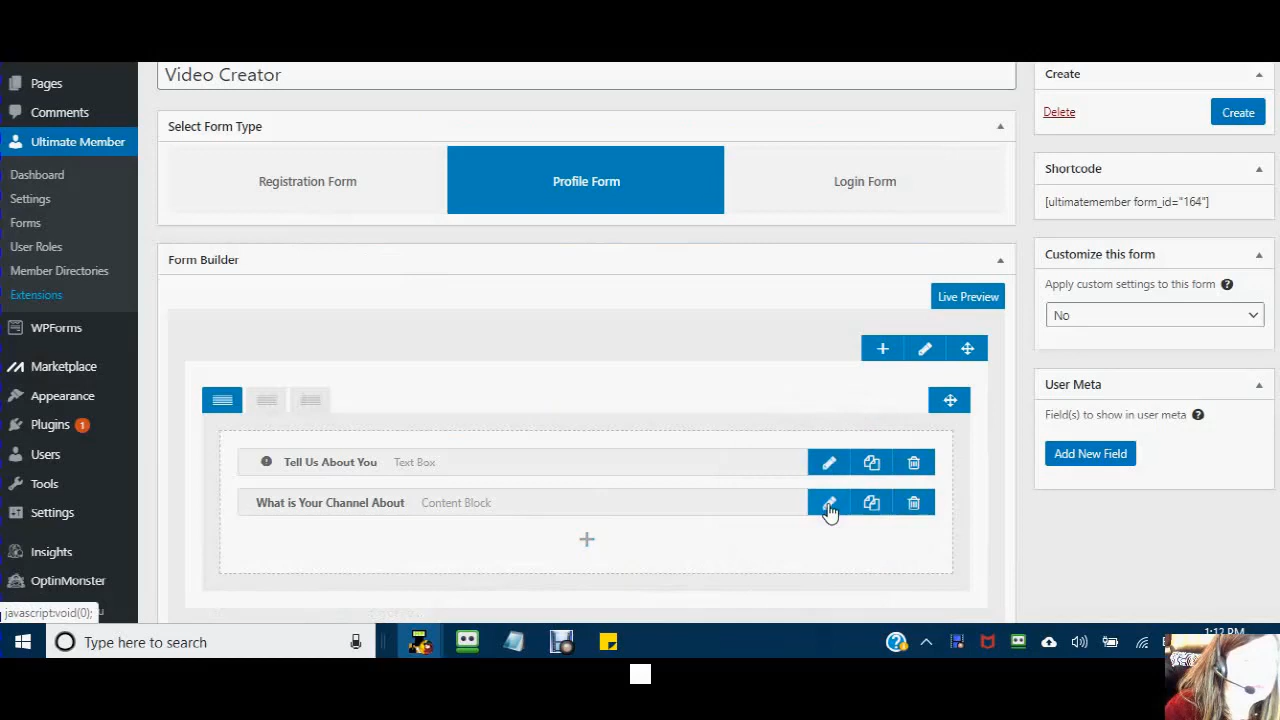 Video Creator
Pages
Comments
Ultimate Member
Dashboard
Settings
Forms
User Roles
Member Directories
Extensions
WPForms
Marketplace
Appearance
Plugins 1
Users
Tools
Settings
Insights
OptinMonster
javascript:void(0);
Select Form Type
Registration Form
Profile Form
Login Form
Form Builder
Live Preview
Tell Us About You Text Box
What is Your Channel About Content Block
Create
Delete
Create
Shortcode
[ultimatemember form_id="164"]
Customize this form
Apply custom settings to this form
No
User Meta
Field(s) to show in user meta
Add New Field
Type here to search
1:12 PM